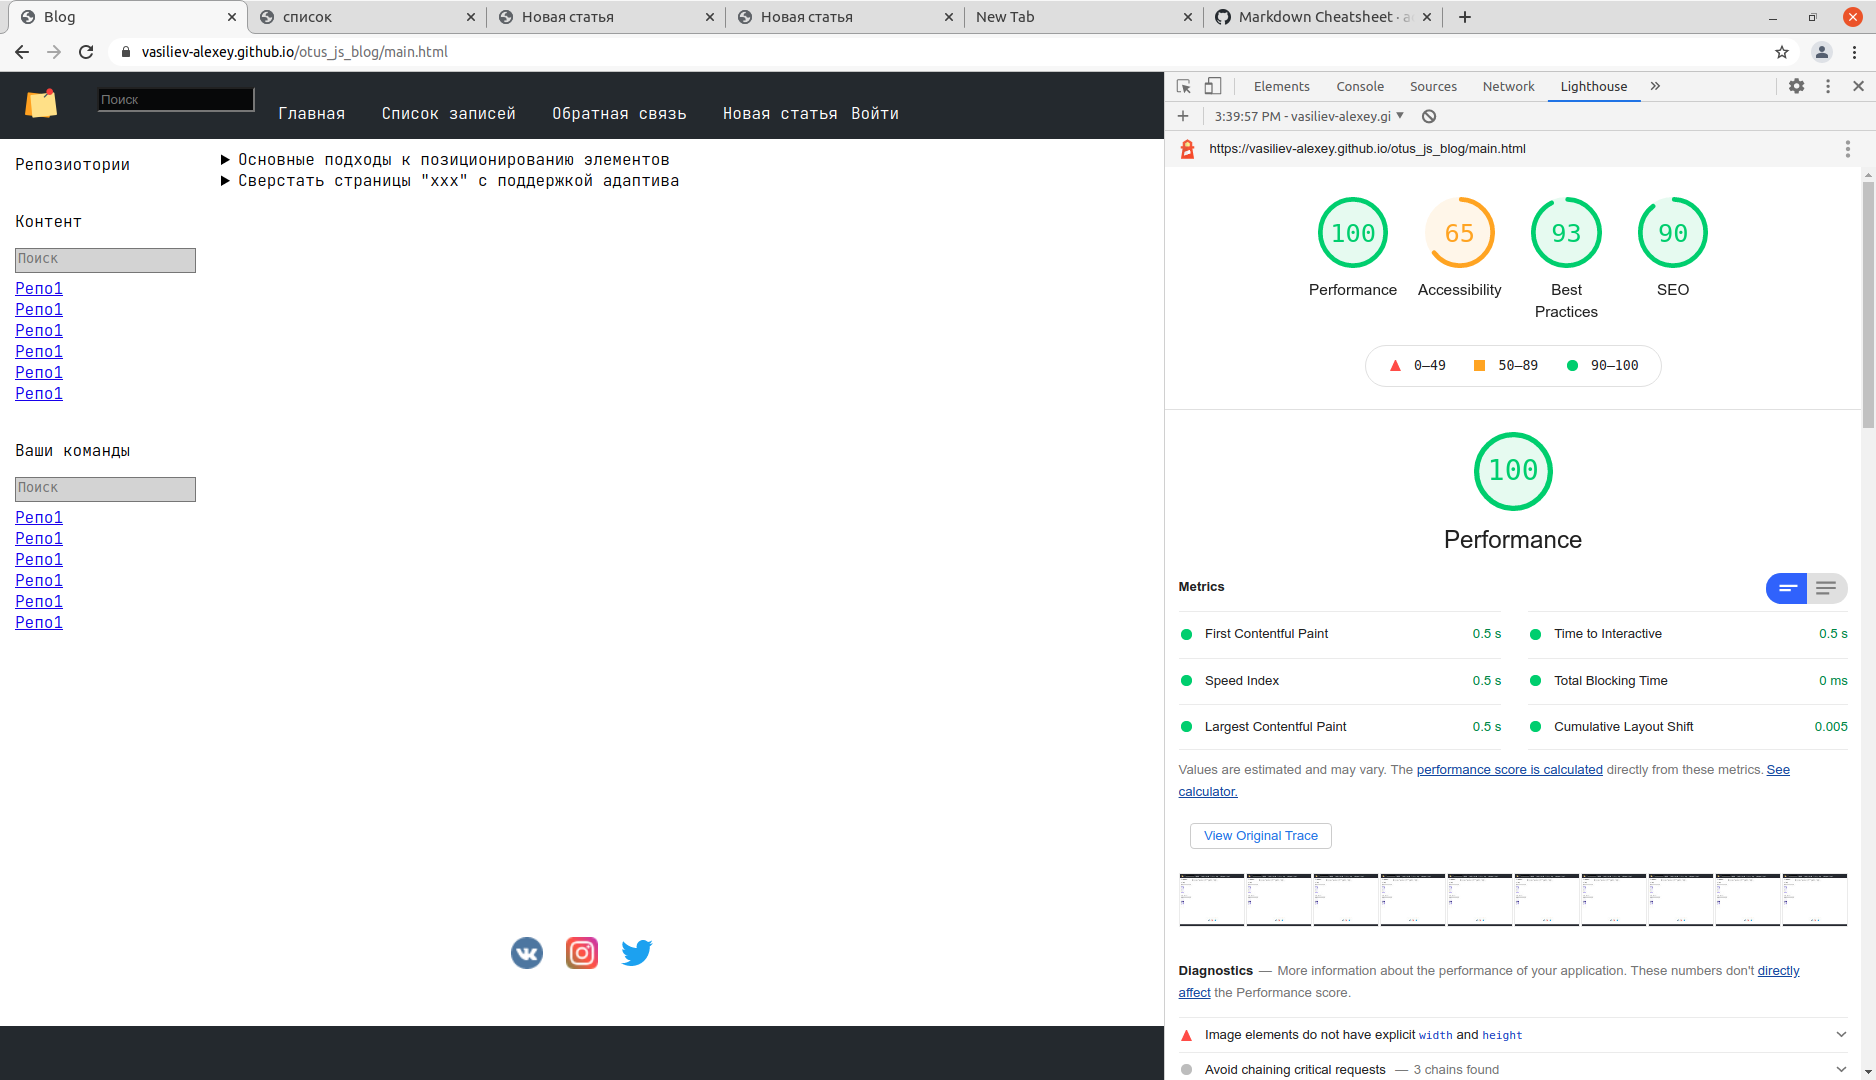 Blog
список
Новая статья
Новая статья
New Tab
Markdown Cheatsheet ·
vasiliev-alexey.github.io/otus_js_blog/main.html
Поиск
Главная Список записей Обратная связь Новая статья Войти
Репозиотории
Основные подходы к позиционированию элементов
Сверстать страницы "xxx" с поддержкой адаптива
Контент
Поиск
Репо1
Репо1
Репо1
Репо1
Репо1
Репо1
Ваши команды
Поиск
Репо1
Репо1
Репо1
Репо1
Репо1
Репо1
Elements Console Sources Network Lighthouse
3:39:57 PM - vasiliev-alexey.gi
https://vasiliev-alexey.github.io/otus_js_blog/main.html
100 65 93 90
Performance Accessibility Best Practices SEO
0–49 50–89 90–100
100
Performance
Metrics
First Contentful Paint 0.5 s
Time to Interactive 0.5 s
Speed Index 0.5 s
Total Blocking Time 0 ms
Largest Contentful Paint 0.5 s
Cumulative Layout Shift 0.005
Values are estimated and may vary. The performance score is calculated directly from these metrics. See
calculator.
View Original Trace
Diagnostics — More information about the performance of your application. These numbers don't directly
affect the Performance score.
Image elements do not have explicit width and height
Avoid chaining critical requests — 3 chains found